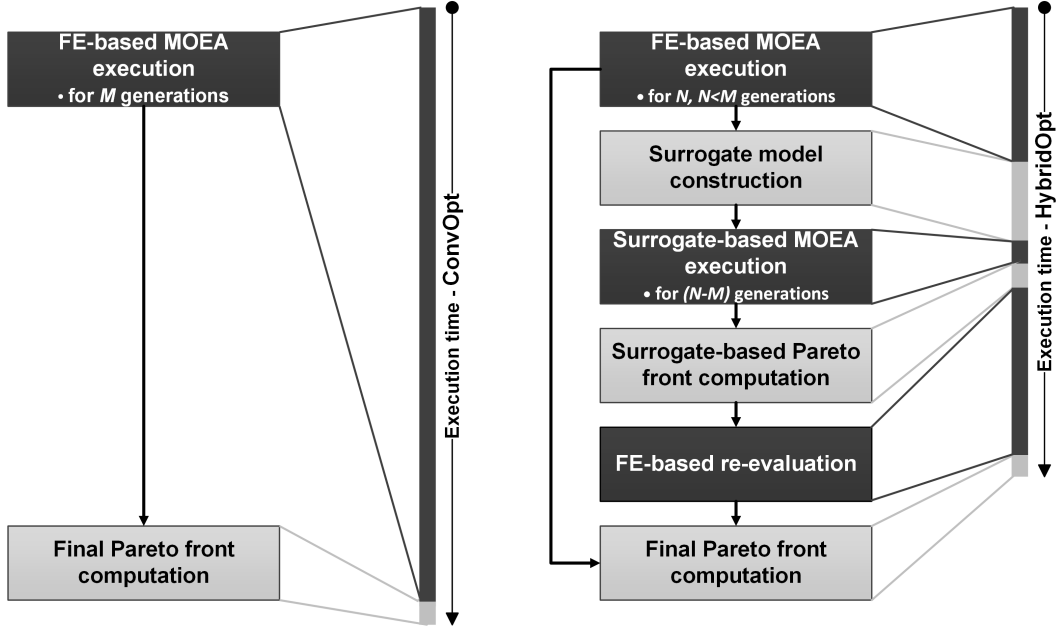 FE-based MOEA
execution
• for M generations
Final Pareto front
computation
Execution time - ConvOpt
FE-based MOEA
execution
• for N, N<M generations
Surrogate model
construction
Surrogate-based MOEA
execution
• for (N-M) generations
Surrogate-based Pareto
front computation
FE-based re-evaluation
Final Pareto front
computation
Execution time - HybridOpt